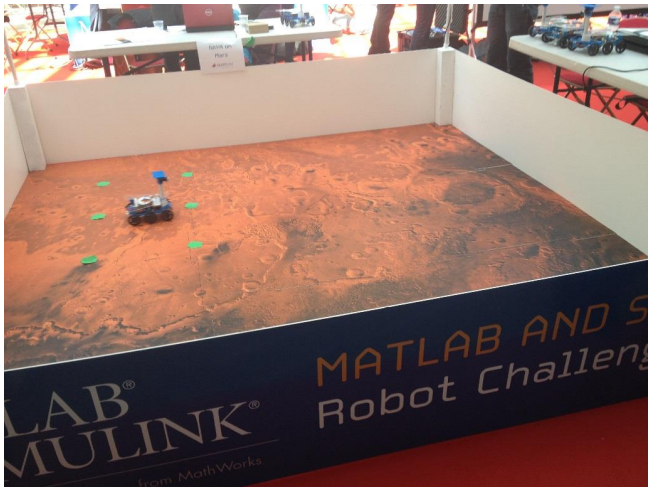 LAB®
MULINK®
from MathWorks
MATLAB AND S
Robot Challeng